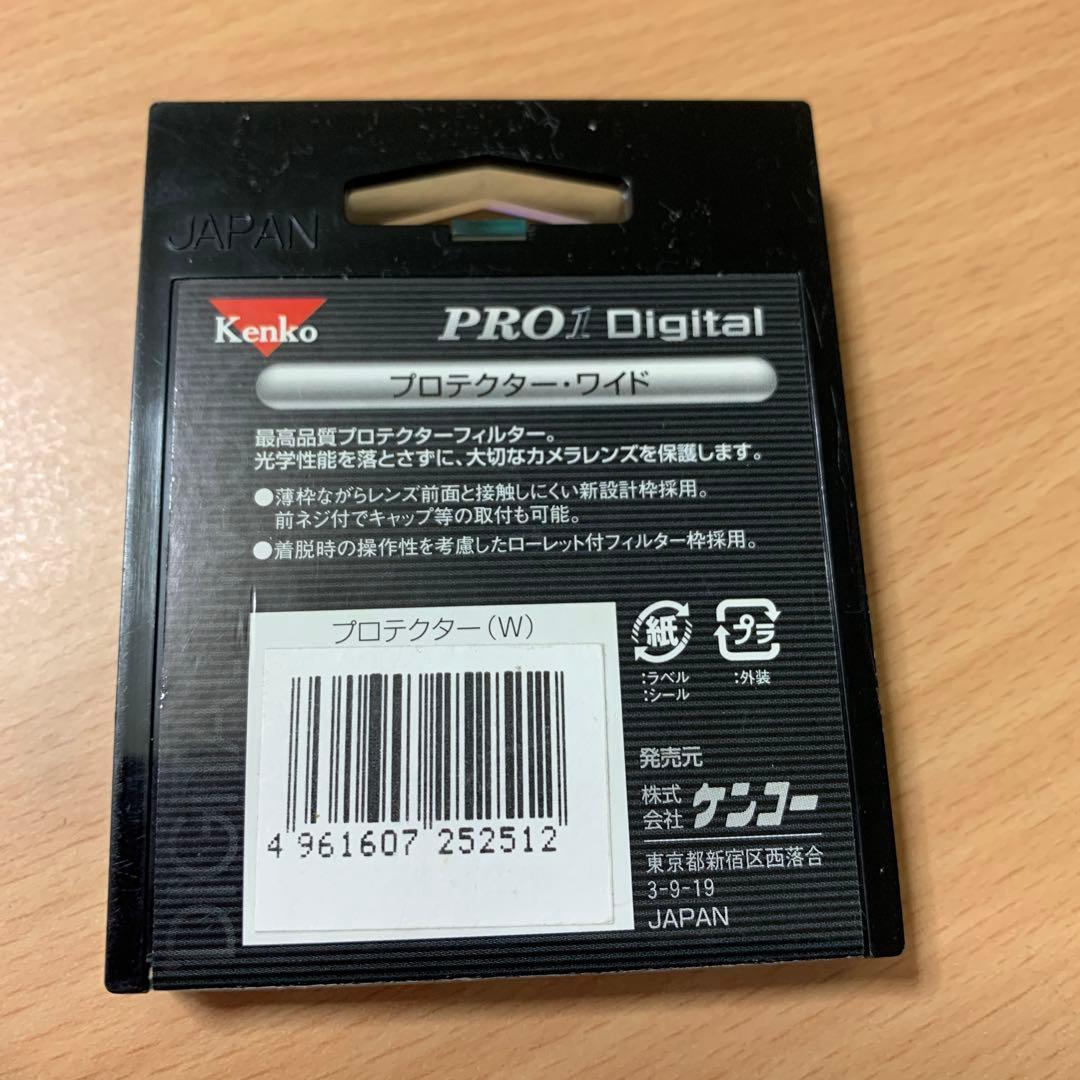 JAPAN
Kenko
PRO1 Digital
プロテクター・ワイド
最高品質プロテクターフィルター。
光学性能を落とさずに、大切なカメラレンズを保護します。
●薄枠ながらレンズ前面と接触しにくい新設計枠採用。
前ネジ付でキャップ等の取付も可能。
●着脱時の操作性を考慮したローレット付フィルター枠採用。
プロテクター(W)
4 961607 252512
紙
:ラベル
:シール
プラ
:外装
発売元
株式会社 ケンコー
東京都新宿区西落合
3-9-19
JAPAN